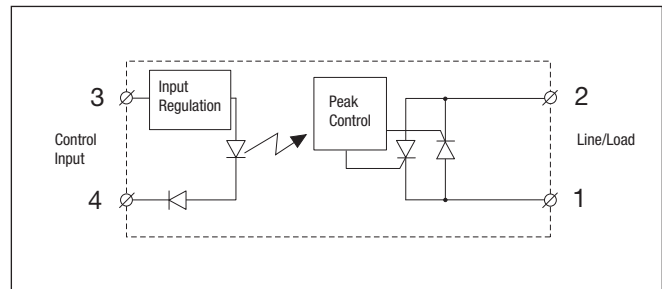 3
Input
Regulation
Control
Input
4
Peak
Control
2
Line/Load
1